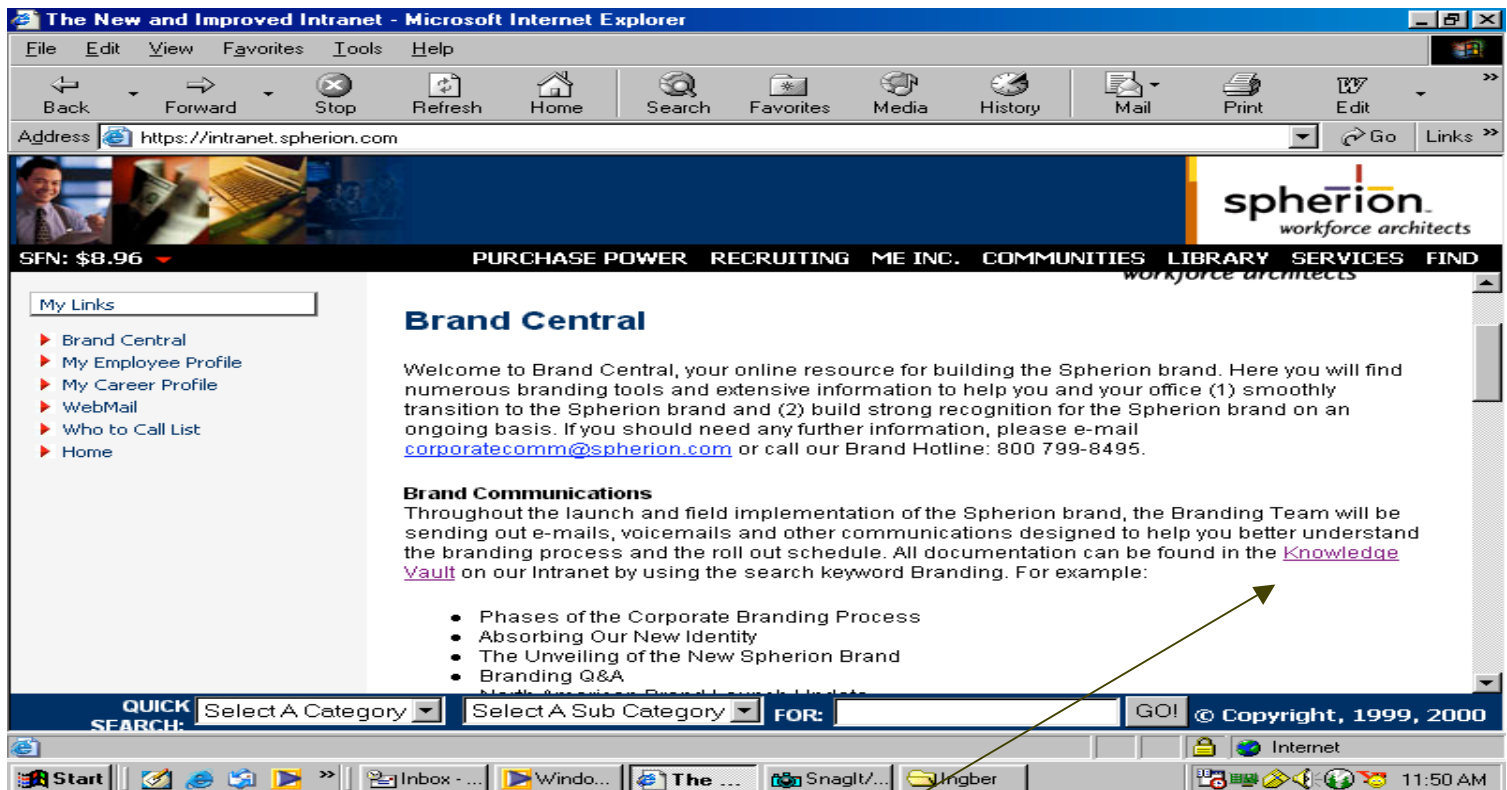 The New and Improved Intranet - Microsoft Internet Explorer
File Edit View Favorites Tools Help
Back Forward Stop Refresh Home Search Favorites Media History Mail Print Edit »
Address https://intranet.spherion.com Go Links »
spherion
workforce architects
SFN: $8.96 PURCHASE POWER RECRUITING ME INC. COMMUNITIES LIBRARY SERVICES FIND
workforce architects
My Links
Brand Central
My Employee Profile
My Career Profile
WebMail
Who to Call List
Home
Brand Central
Welcome to Brand Central, your online resource for building the Spherion brand. Here you will find
numerous branding tools and extensive information to help you and your office (1) smoothly
transition to the Spherion brand and (2) build strong recognition for the Spherion brand on an
ongoing basis. If you should need any further information, please e-mail
corporatecomm@spherion.com or call our Brand Hotline: 800 799-8495.
Brand Communications
Throughout the launch and field implementation of the Spherion brand, the Branding Team will be
sending out e-mails, voicemails and other communications designed to help you better understand
the branding process and the roll out schedule. All documentation can be found in the Knowledge
Vault on our Intranet by using the search keyword Branding. For example:
● Phases of the Corporate Branding Process
● Absorbing Our New Identity
● The Unveiling of the New Spherion Brand
● Branding Q&A
North American Brand Launch Update
QUICK SEARCH: Select A Category Select A Sub Category FOR: GO! © Copyright, 1999, 2000
Internet
Start » Inbox - ... Windo... The ... SnagIt/... Ingber 11:50 AM